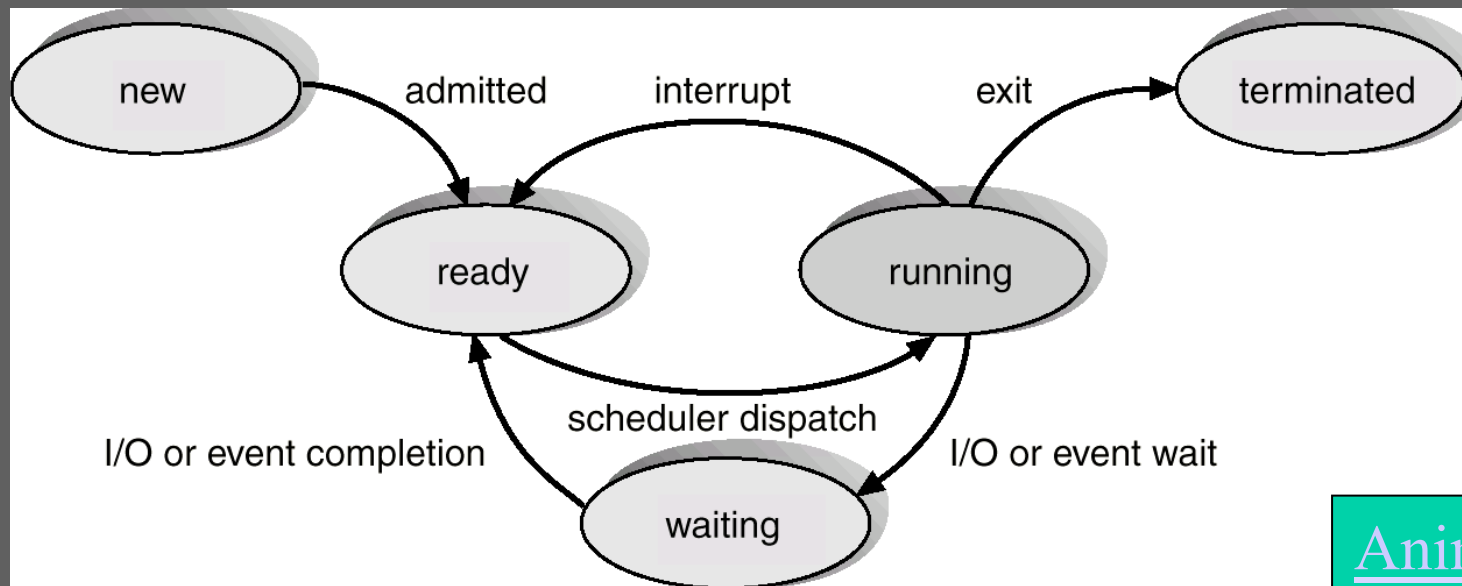 new
admitted
interrupt
exit
terminated
ready
running
scheduler dispatch
I/O or event completion
I/O or event wait
waiting